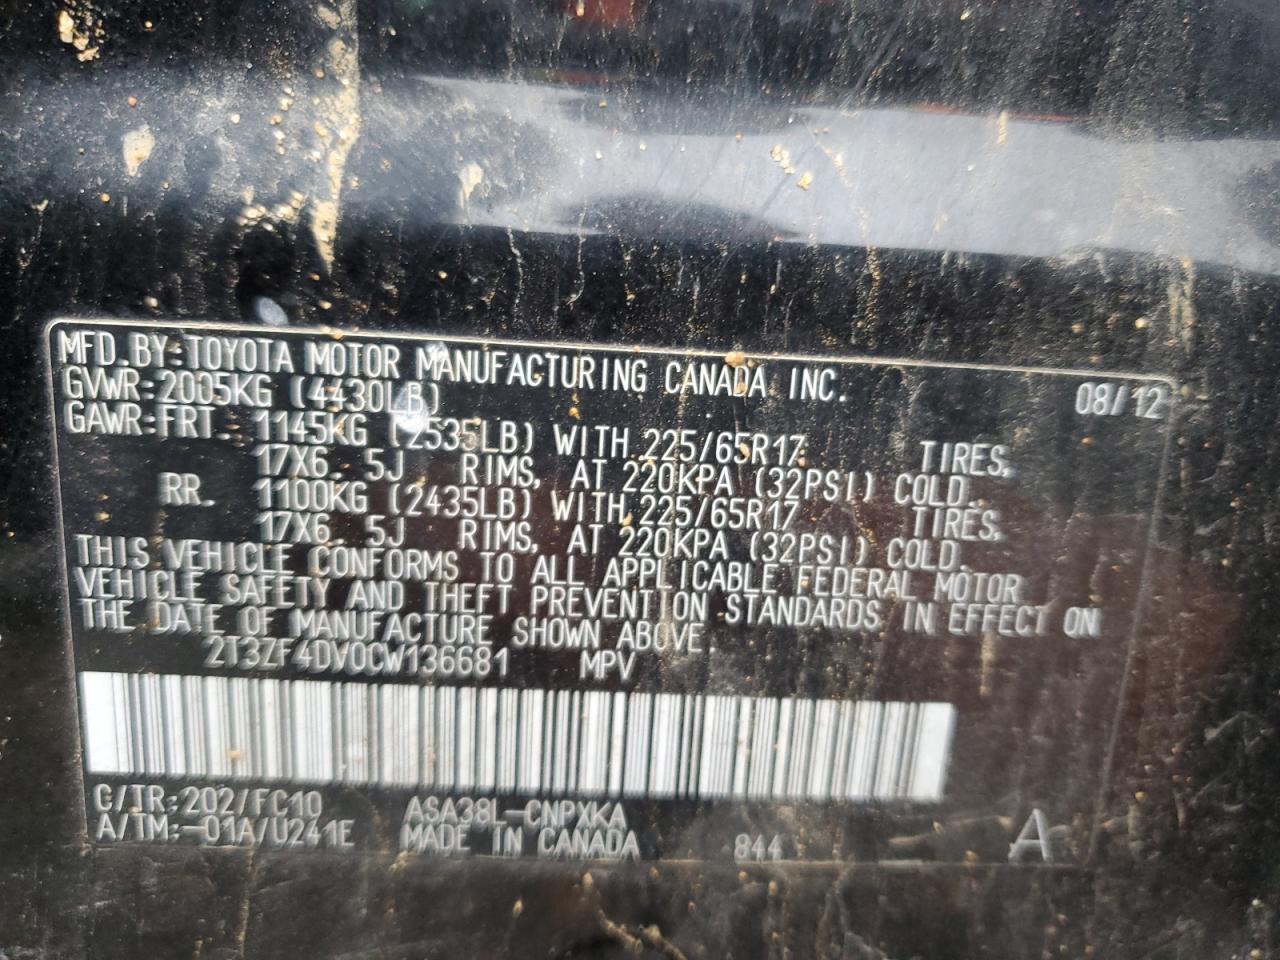 MFD. BY: TOYOTA MOTOR MANUFACTURING CANADA INC.
GVWR: 2005KG (4430LB) 08/12
GAWR: FRT. 1145KG (2535LB) WITH 225/65R17 TIRES,
17X6. 5J RIMS, AT 220KPA (32PSI) COLD.
RR. 1100KG (2435LB) WITH 225/65R17 TIRES,
17X6. 5J RIMS, AT 220KPA (32PSI) COLD.
THIS VEHICLE CONFORMS TO ALL APPLICABLE FEDERAL MOTOR
VEHICLE SAFETY AND THEFT PREVENTION STANDARDS IN EFFECT ON
THE DATE OF MANUFACTURE SHOWN ABOVE.
2T3ZF4DV0CW136681 MPV
C/TR: 202/FC10 ASA38L-CNPXKA
A/TM: -01A/U241E MADE IN CANADA 844 A